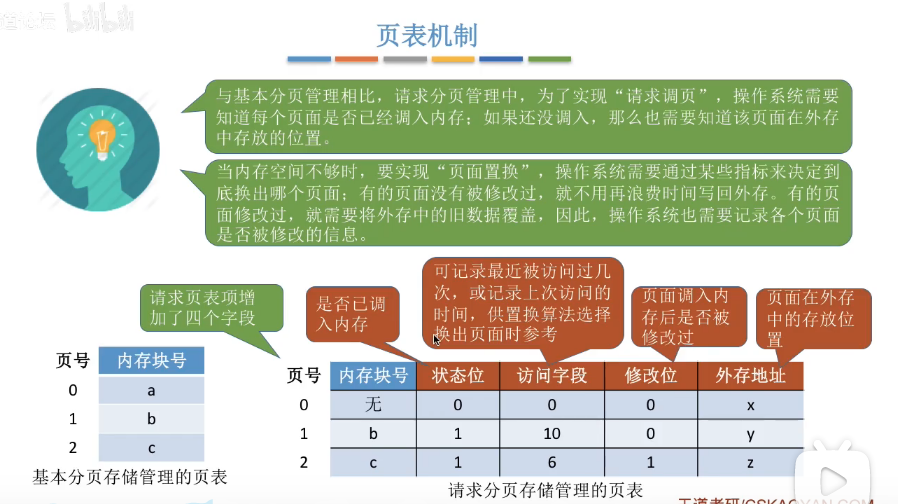 bilibili
页表机制
与基本分页管理相比，请求分页管理中，为了实现“请求调页”，操作系统需要
知道每个页面是否已经调入内存；如果还没调入，那么也需要知道该页面在外存
中存放的位置。
当内存空间不够时，要实现“页面置换”，操作系统需要通过某些指标来决定到
底换出哪个页面；有的页面没有被修改过，就不用再浪费时间写回外存。有的页
面修改过，就需要将外存中的旧数据覆盖，因此，操作系统也需要记录各个页面
是否被修改的信息。
请求页表项增
加了四个字段
是否已调
入内存
可记录最近被访问过几
次，或记录上次访问的
时间，供置换算法选择
换出页面时参考
页面调入内
存后是否被
修改过
页面在外存
中的存放位
置
页号 内存块号
0 a
1 b
2 c
基本分页存储管理的页表
页号 内存块号 状态位 访问字段 修改位 外存地址
0 无 0 0 0 x
1 b 1 10 0 y
2 c 1 6 1 z
请求分页存储管理的页表
王道考研/CSKAOYAN.COM